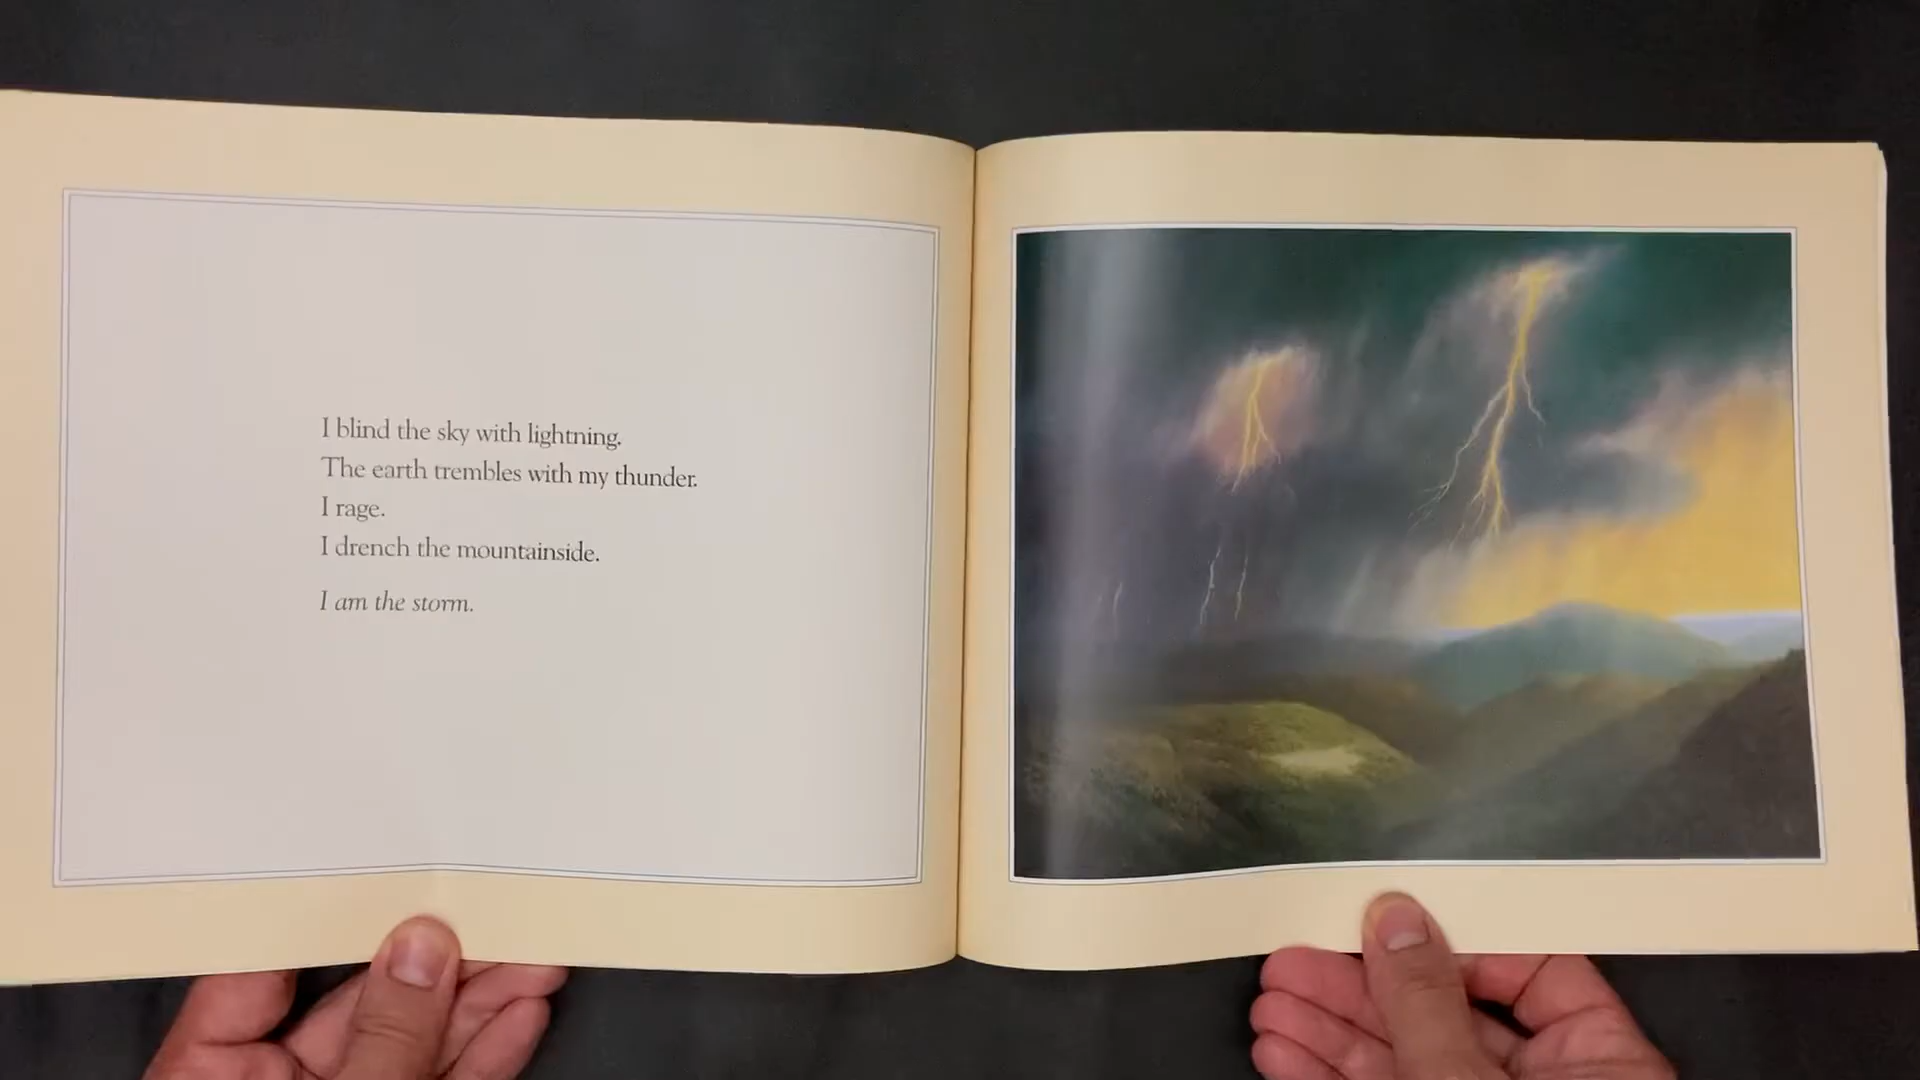 I blind the sky with lightning.
The earth trembles with my thunder.
I rage.
I drench the mountainside.
I am the storm.